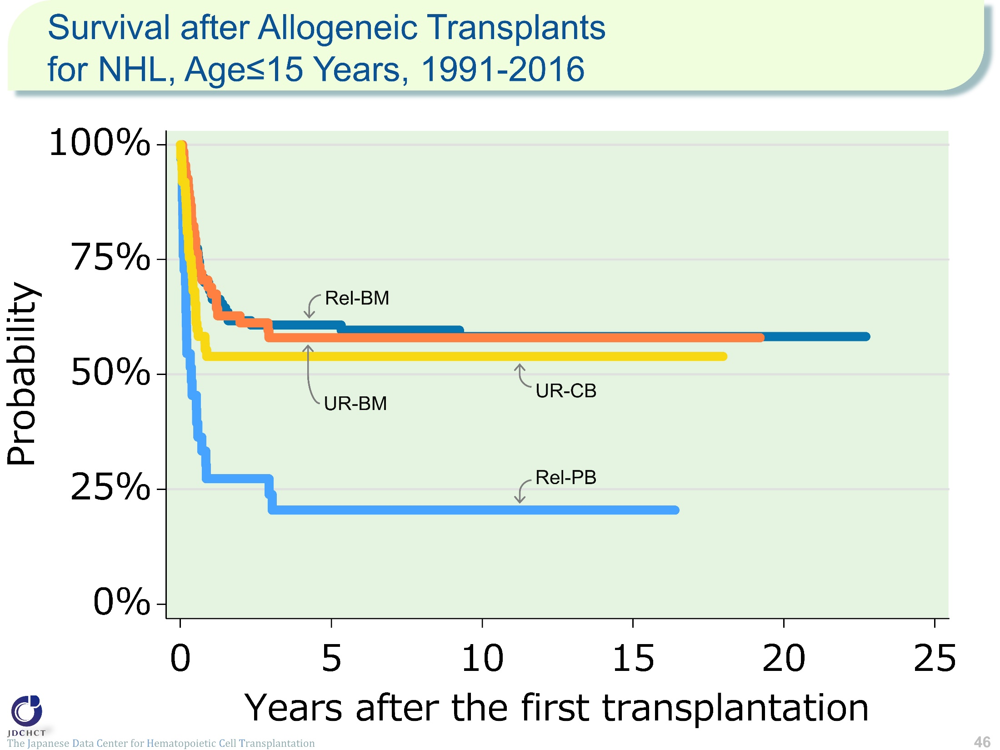 Survival after Allogeneic Transplants
for NHL, Age≤15 Years, 1991-2016
100%
75%
50%
25%
0%
Probability
Rel-BM
UR-CB
UR-BM
Rel-PB
0 5 10 15 20 25
Years after the first transplantation
JDCHCT
The Japanese Data Center for Hematopoietic Cell Transplantation
46